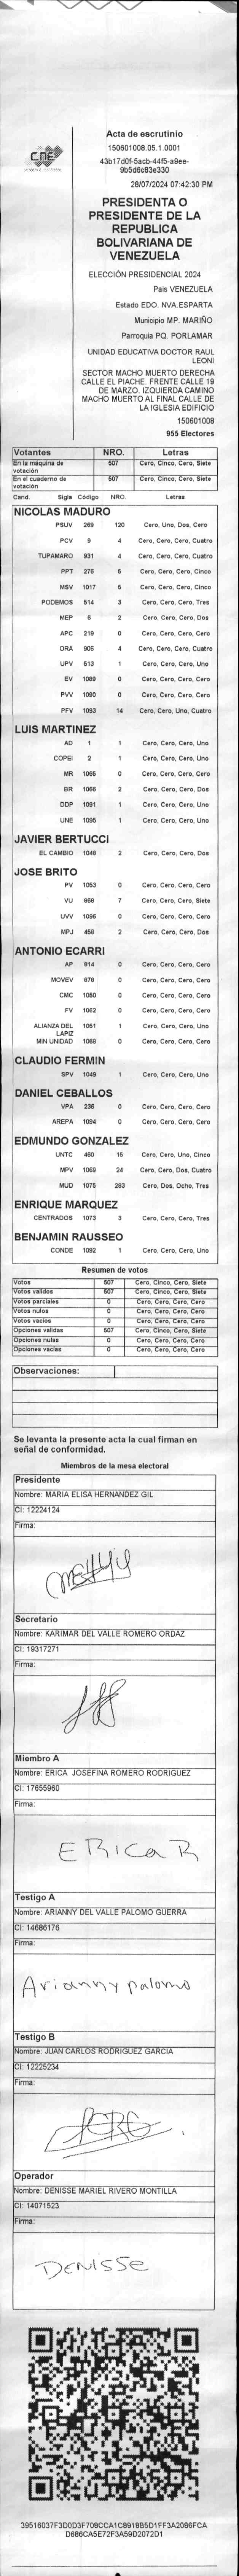 CNE
Acta de escrutinio
150601008.05.1.0001
43b17d0f-5acb-44f5-a9ee-
9b5d6c83e330
28/07/2024 07:42:30 PM
PRESIDENTA O
PRESIDENTE DE LA
REPUBLICA
BOLIVARIANA DE
VENEZUELA
ELECCIÓN PRESIDENCIAL 2024
País VENEZUELA
Estado EDO. NVA.ESPARTA
Municipio MP. MARIÑO
Parroquia PQ. PORLAMAR
UNIDAD EDUCATIVA DOCTOR RAUL
LEONI
SECTOR MACHO MUERTO DERECHA
CALLE EL PIACHE. FRENTE CALLE 19
DE MARZO. IZQUIERDA CAMINO
MACHO MUERTO AL FINAL CALLE DE
LA IGLESIA EDIFICIO
150601008
955 Electores
Votantes NRO. Letras
En la máquina de votación 507 Cero, Cinco, Cero, Siete
En el cuaderno de votación 507 Cero, Cinco, Cero, Siete
Cand. Sigla Código NRO. Letras
NICOLAS MADURO
PSUV 269 120 Cero, Uno, Dos, Cero
PCV 9 4 Cero, Cero, Cero, Cuatro
TUPAMARO 931 4 Cero, Cero, Cero, Cuatro
PPT 276 5 Cero, Cero, Cero, Cinco
MSV 1017 5 Cero, Cero, Cero, Cinco
PODEMOS 514 3 Cero, Cero, Cero, Tres
MEP 6 2 Cero, Cero, Cero, Dos
APC 219 0 Cero, Cero, Cero, Cero
ORA 906 4 Cero, Cero, Cero, Cuatro
UPV 513 1 Cero, Cero, Cero, Uno
EV 1089 0 Cero, Cero, Cero, Cero
PVV 1090 0 Cero, Cero, Cero, Cero
PFV 1093 14 Cero, Cero, Uno, Cuatro
LUIS MARTINEZ
AD 1 1 Cero, Cero, Cero, Uno
COPEI 2 1 Cero, Cero, Cero, Uno
MR 1055 0 Cero, Cero, Cero, Cero
BR 1066 2 Cero, Cero, Cero, Dos
DDP 1091 1 Cero, Cero, Cero, Uno
UNE 1095 1 Cero, Cero, Cero, Uno
JAVIER BERTUCCI
EL CAMBIO 1048 2 Cero, Cero, Cero, Dos
JOSE BRITO
PV 1053 0 Cero, Cero, Cero, Cero
VU 868 7 Cero, Cero, Cero, Siete
UVV 1096 0 Cero, Cero, Cero, Cero
MPJ 458 2 Cero, Cero, Cero, Dos
ANTONIO ECARRI
AP 914 0 Cero, Cero, Cero, Cero
MOVEV 978 0 Cero, Cero, Cero, Cero
CMC 1050 0 Cero, Cero, Cero, Cero
FV 1052 0 Cero, Cero, Cero, Cero
ALIANZA DEL 1051 1 Cero, Cero, Cero, Uno
LAPIZ
MIN UNIDAD 1068 0 Cero, Cero, Cero, Cero
CLAUDIO FERMIN
SPV 1049 1 Cero, Cero, Cero, Uno
DANIEL CEBALLOS
VPA 236 0 Cero, Cero, Cero, Cero
AREPA 1094 0 Cero, Cero, Cero, Cero
EDMUNDO GONZALEZ
UNTC 460 15 Cero, Cero, Uno, Cinco
MPV 1069 24 Cero, Cero, Dos, Cuatro
MUD 1075 283 Cero, Dos, Ocho, Tres
ENRIQUE MARQUEZ
CENTRADOS 1073 3 Cero, Cero, Cero, Tres
BENJAMIN RAUSSEO
CONDE 1092 1 Cero, Cero, Cero, Uno
Resumen de votos
Votos 507 Cero, Cinco, Cero, Siete
Votos validos 507 Cero, Cinco, Cero, Siete
Votos parciales 0 Cero, Cero, Cero, Cero
Votos nulos 0 Cero, Cero, Cero, Cero
Votos vacios 0 Cero, Cero, Cero, Cero
Opciones validas 507 Cero, Cinco, Cero, Siete
Opciones nulas 0 Cero, Cero, Cero, Cero
Opciones vacias 0 Cero, Cero, Cero, Cero
Observaciones:
Se levanta la presente acta la cual firman en
señal de conformidad.
Miembros de la mesa electoral
Presidente
Nombre: MARIA ELISA HERNANDEZ GIL
CI: 12224124
Firma:
Secretario
Nombre: KARIMAR DEL VALLE ROMERO ORDAZ
CI: 19317271
Firma:
Miembro A
Nombre: ERICA JOSEFINA ROMERO RODRIGUEZ
CI: 17655960
Firma:
ERICA R
Testigo A
Nombre: ARIANNY DEL VALLE PALOMO GUERRA
CI: 14686176
Firma:
Arianny palomo
Testigo B
Nombre: JUAN CARLOS RODRIGUEZ GARCIA
CI: 12225234
Firma:
Operador
Nombre: DENISSE MARIEL RIVERO MONTILLA
CI: 14071523
Firma:
DENISSE
39516037F3D0D3F708CCA1C8918B5D1FF3A2086FCA
D686CA5E72F3A59D2072D1